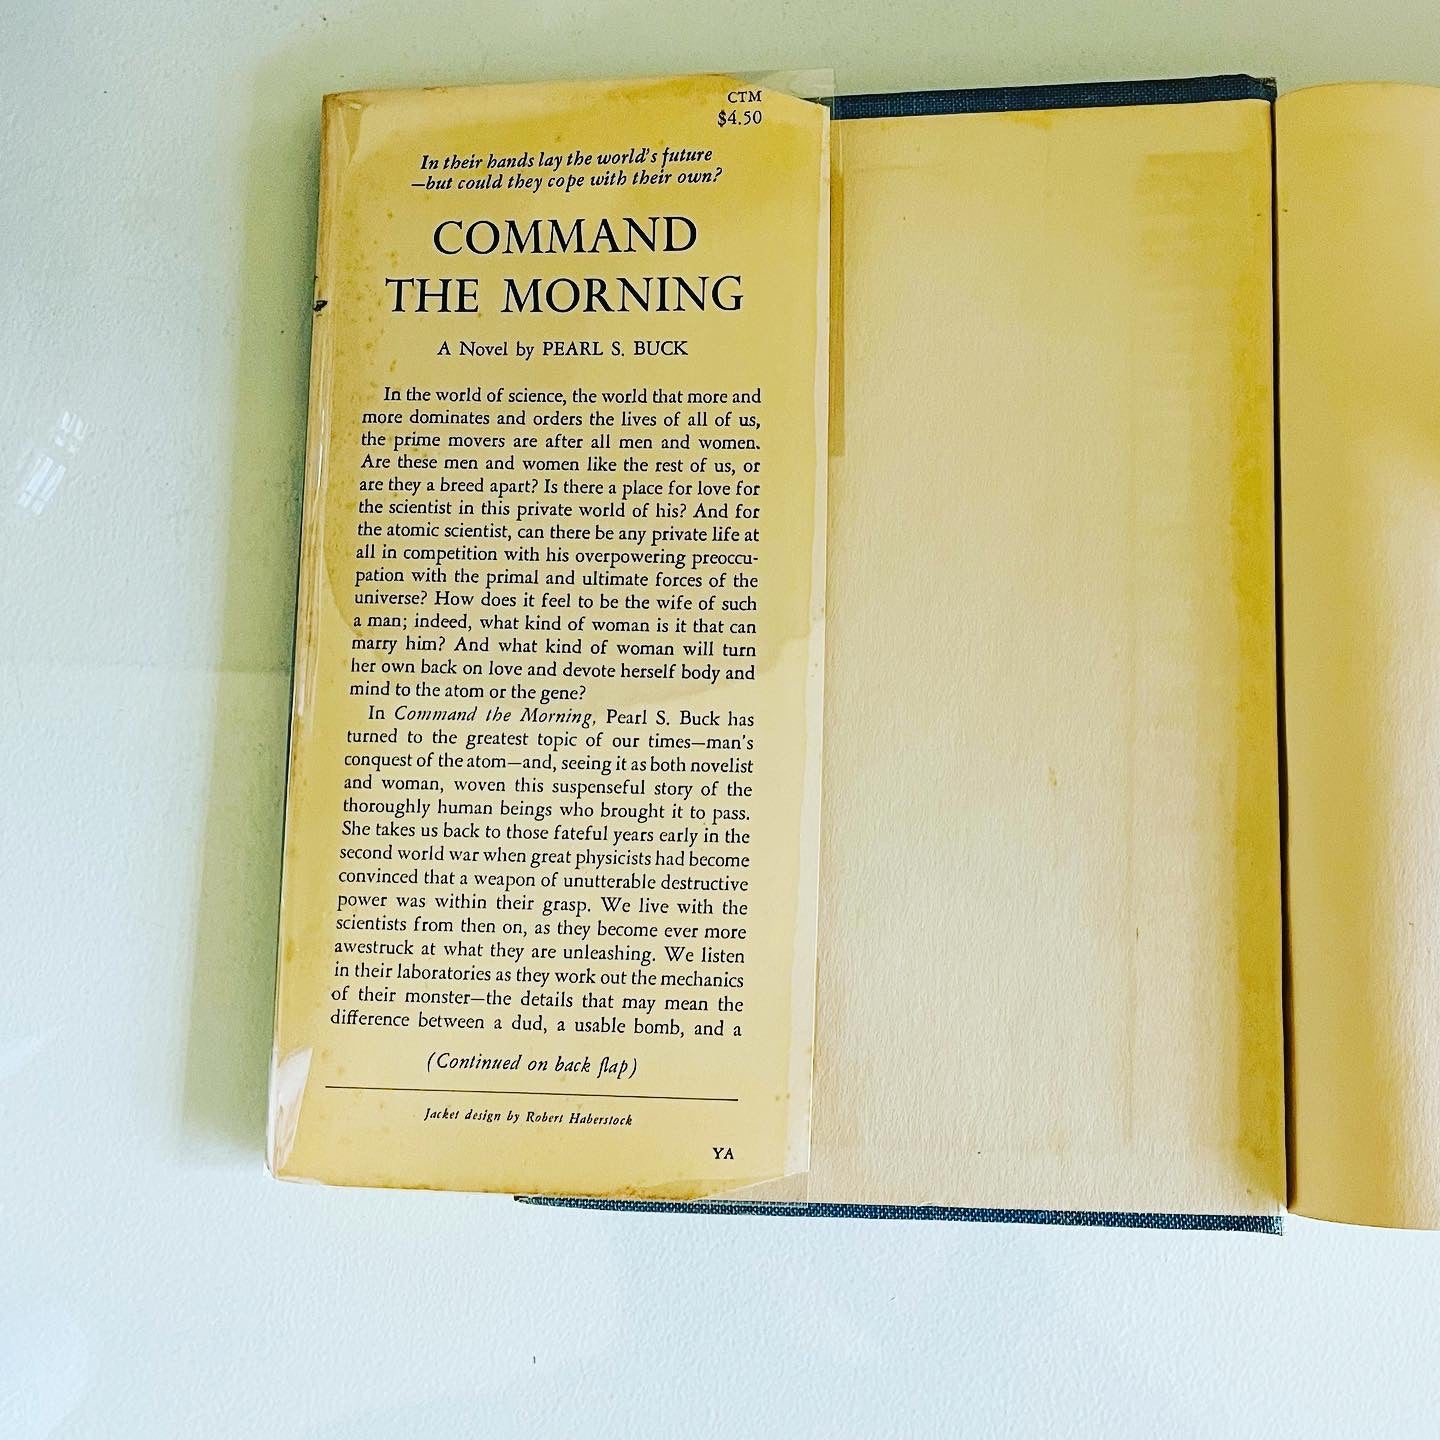 CTM
$4.50
In their hands lay the world's future
—but could they cope with their own?
COMMAND
THE MORNING
A Novel by PEARL S. BUCK
In the world of science, the world that more and
more dominates and orders the lives of all of us,
the prime movers are after all men and women.
Are these men and women like the rest of us, or
are they a breed apart? Is there a place for love for
the scientist in this private world of his? And for
the atomic scientist, can there be any private life at
all in competition with his overpowering preoccu-
pation with the primal and ultimate forces of the
universe? How does it feel to be the wife of such
a man; indeed, what kind of woman is it that can
marry him? And what kind of woman will turn
her own back on love and devote herself body and
mind to the atom or the gene?
In Command the Morning, Pearl S. Buck has
turned to the greatest topic of our times—man's
conquest of the atom—and, seeing it as both novelist
and woman, woven this suspenseful story of the
thoroughly human beings who brought it to pass.
She takes us back to those fateful years early in the
second world war when great physicists had become
convinced that a weapon of unutterable destructive
power was within their grasp. We live with the
scientists from then on, as they become ever more
awestruck at what they are unleashing. We listen
in their laboratories as they work out the mechanics
of their monster—the details that may mean the
difference between a dud, a usable bomb, and a
(Continued on back flap)
Jacket design by Robert Haberstock
YA